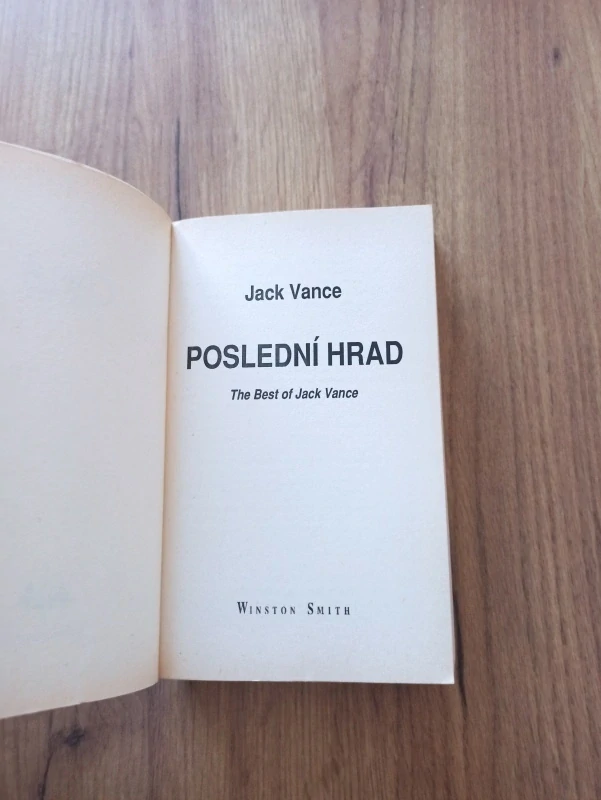 Jack Vance
POSLEDNÍ HRAD
The Best of Jack Vance
WINSTON SMITH